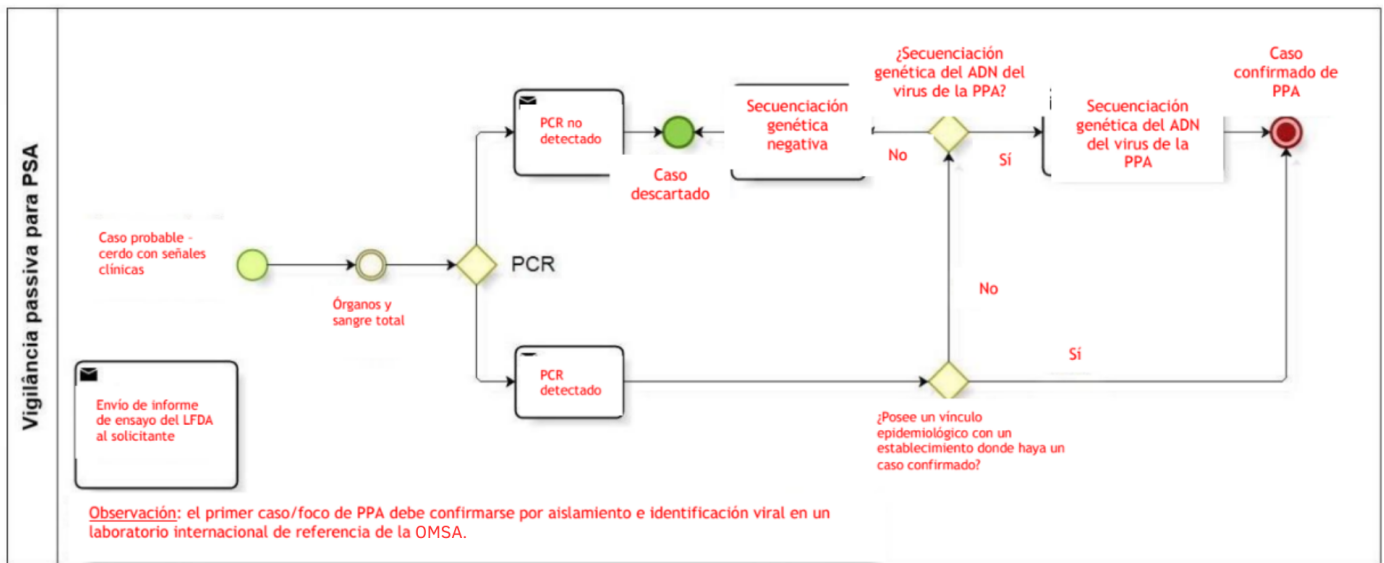 Vigilância passiva para PSA
¿Secuenciación
genética del ADN del
virus de la PPA?
Caso
confirmado de
PPA
PCR no
detectado
Secuenciación
genética
negativa
Secuenciación
genética del ADN
del virus de la
PPA
No
Sí
Caso
descartado
Caso probable -
cerdo con señales
clínicas
PCR
Órganos y
sangre total
No
Sí
PCR
detectado
Envío de informe
de ensayo del LFDA
al solicitante
¿Posee un vínculo
epidemiológico con un
establecimiento donde haya un
caso confirmado?
Observación: el primer caso/foco de PPA debe confirmarse por aislamiento e identificación viral en un
laboratorio internacional de referencia de la OMSA.